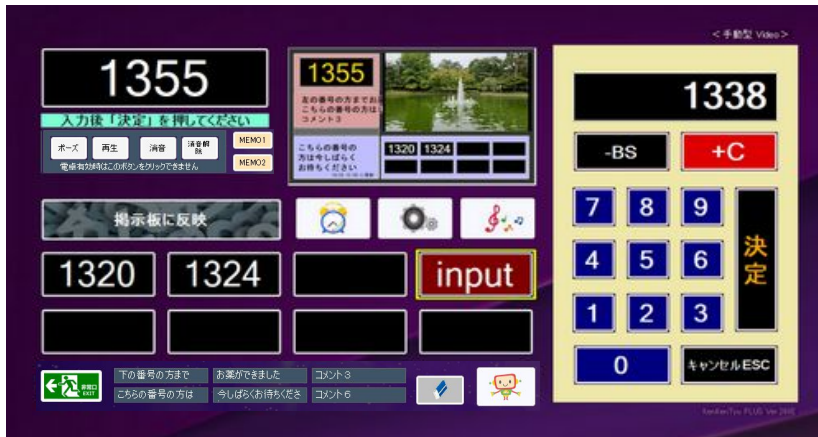 <手動型 Video>
1355
入力後「決定」を押してください
ポーズ 再生 消音 消音解除 MEMO1
電卓有効時はこのボタンをクリックできません MEMO2
1355
左の番号の方までお
こちらの番号の方は
コメント3
こちらの番号の
方は今しばらく
お待ちください
1320 1324
掲示板に反映
1320 1324 input
下の番号の方まで お薬ができました コメント3
こちらの番号の方は 今しばらくお待ちくださ コメント6
非常口
EXIT
1338
-BS +C
7 8 9
4 5 6
1 2 3
決定
0 キャンセルESC